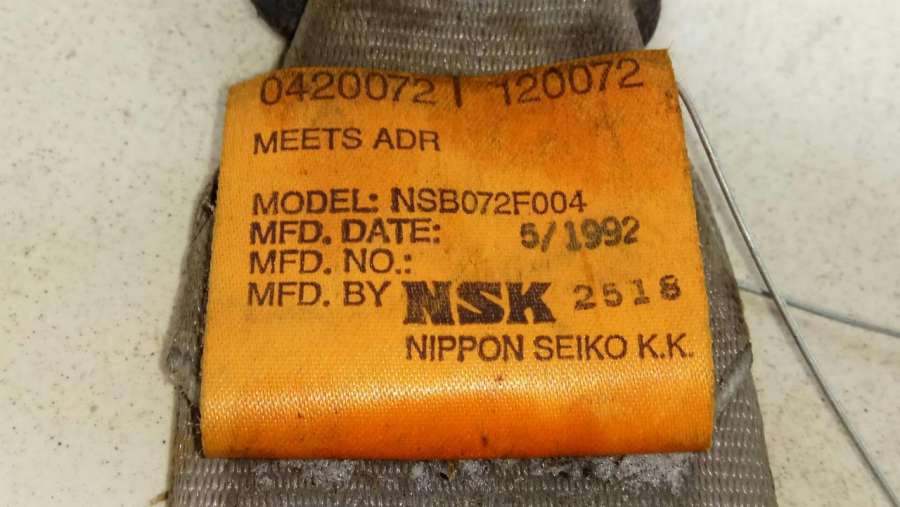 0420072 | 120072
MEETS ADR
MODEL: NSB072F004
MFD. DATE: 5/1992
MFD. NO.:
MFD. BY NSK 2518
NIPPON SEIKO K.K.